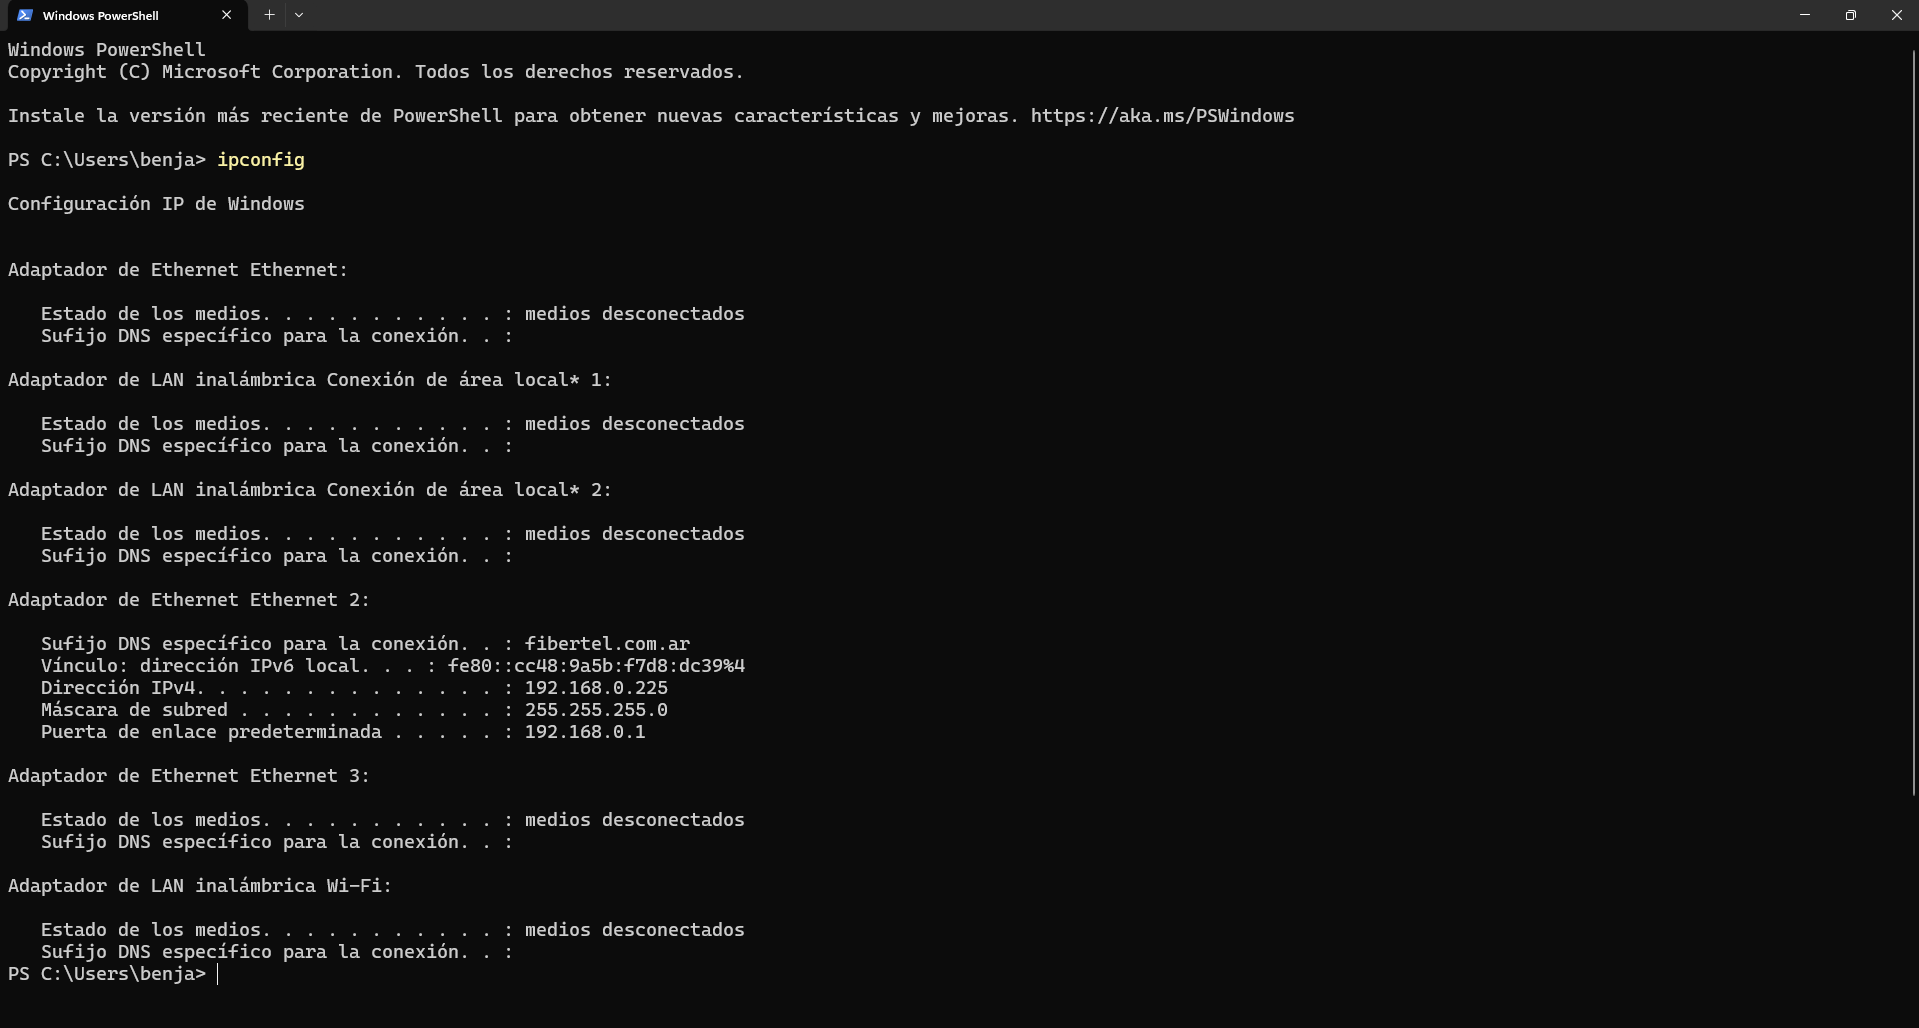 Windows PowerShell
Windows PowerShell
Copyright (C) Microsoft Corporation. Todos los derechos reservados.
Instale la versión más reciente de PowerShell para obtener nuevas características y mejoras. https://aka.ms/PSWindows
PS C:\Users\benja> ipconfig
Configuración IP de Windows
Adaptador de Ethernet Ethernet:
   Estado de los medios. . . . . . . . . . . : medios desconectados
   Sufijo DNS específico para la conexión. . :
Adaptador de LAN inalámbrica Conexión de área local* 1:
   Estado de los medios. . . . . . . . . . . : medios desconectados
   Sufijo DNS específico para la conexión. . :
Adaptador de LAN inalámbrica Conexión de área local* 2:
   Estado de los medios. . . . . . . . . . . : medios desconectados
   Sufijo DNS específico para la conexión. . :
Adaptador de Ethernet Ethernet 2:
   Sufijo DNS específico para la conexión. . : fibertel.com.ar
   Vínculo: dirección IPv6 local. . . : fe80::cc48:9a5b:f7d8:dc39%4
   Dirección IPv4. . . . . . . . . . . . . . : 192.168.0.225
   Máscara de subred . . . . . . . . . . . . : 255.255.255.0
   Puerta de enlace predeterminada . . . . . : 192.168.0.1
Adaptador de Ethernet Ethernet 3:
   Estado de los medios. . . . . . . . . . . : medios desconectados
   Sufijo DNS específico para la conexión. . :
Adaptador de LAN inalámbrica Wi-Fi:
   Estado de los medios. . . . . . . . . . . : medios desconectados
   Sufijo DNS específico para la conexión. . :
PS C:\Users\benja>